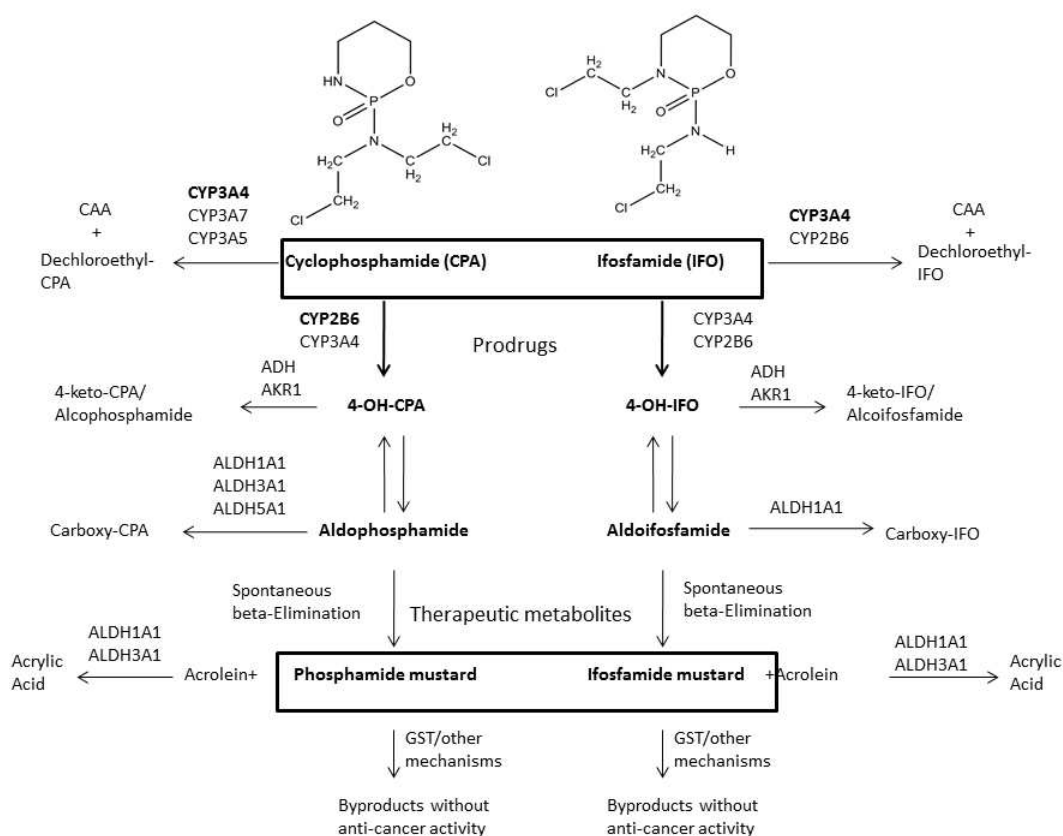 HN
O
P
O
N
H₂C
CH₂
Cl
C
H₂
H₂
C
Cl
H₂
C
Cl
C
H₂
N
O
P
O
N
H
H₂C
CH₂
Cl
CYP3A4
CYP3A7
CYP3A5
CAA
+
Dechloroethyl-
CPA
Cyclophosphamide (CPA)
Ifosfamide (IFO)
CYP3A4
CYP2B6
CAA
+
Dechloroethyl-
IFO
CYP2B6
CYP3A4
Prodrugs
CYP3A4
CYP2B6
4-keto-CPA/
Alcophosphamide
ADH
AKR1
4-OH-CPA
4-OH-IFO
ADH
AKR1
4-keto-IFO/
Alcoifosfamide
ALDH1A1
ALDH3A1
ALDH5A1
Carboxy-CPA
Aldophosphamide
Aldoifosfamide
ALDH1A1
Carboxy-IFO
Spontaneous
beta-Elimination
Therapeutic metabolites
Spontaneous
beta-Elimination
Acrylic
Acid
ALDH1A1
ALDH3A1
Acrolein+
Phosphamide mustard
Ifosfamide mustard
+Acrolein
ALDH1A1
ALDH3A1
Acrylic
Acid
GST/other
mechanisms
GST/other
mechanisms
Byproducts without
anti-cancer activity
Byproducts without
anti-cancer activity